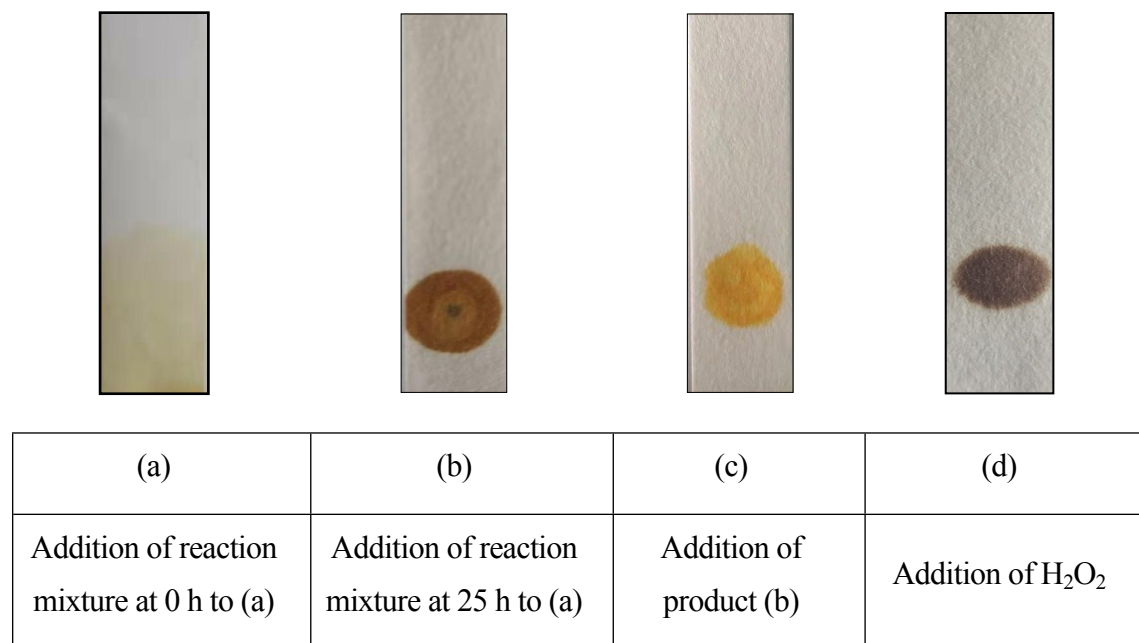 (a)
(b)
(c)
(d)
Addition of reaction
mixture at 0 h to (a)
Addition of reaction
mixture at 25 h to (a)
Addition of
product (b)
Addition of H₂O₂